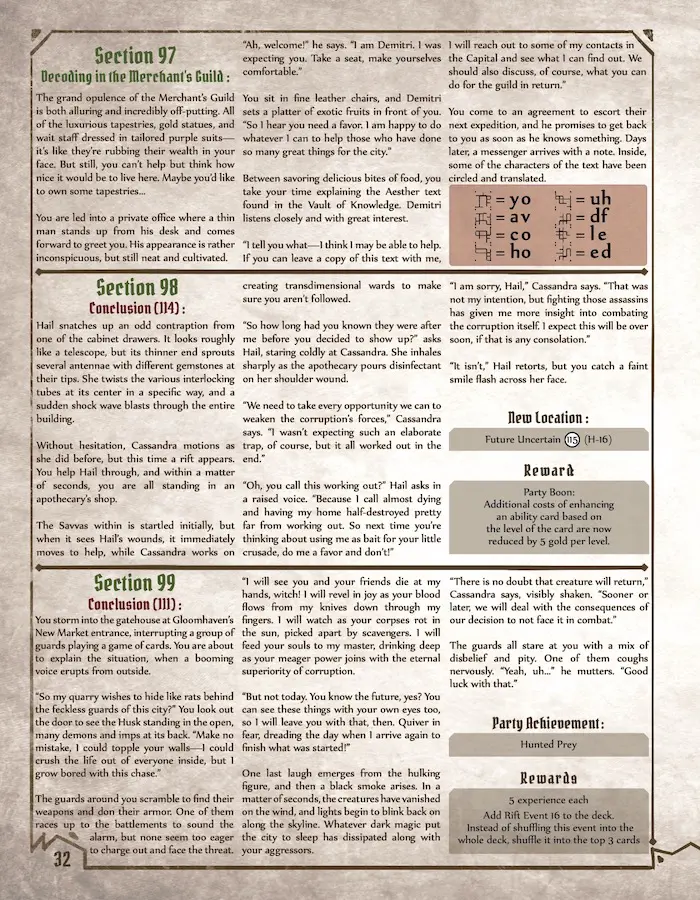 Section 97
Decoding in the Merchant's Guild :
The grand opulence of the Merchant's Guild
is both alluring and incredibly off-putting. All
of the luxurious tapestries, gold statues, and
wait staff dressed in tailored purple suits—
it's like they're rubbing their wealth in your
face. But still, you can't help but think how
nice it would be to live here. Maybe you'd like
to own some tapestries...
You are led into a private office where a thin
man stands up from his desk and comes
forward to greet you. His appearance is rather
inconspicuous, but still neat and cultivated.
"Ah, welcome!" he says. "I am Demitri. I was
expecting you. Take a seat, make yourselves
comfortable."
You sit in fine leather chairs, and Demitri
sets a platter of exotic fruits in front of you.
"So I hear you need a favor. I am happy to do
whatever I can to help those who have done
so many great things for the city."
Between savoring delicious bites of food, you
take your time explaining the Aesther text
found in the Vault of Knowledge. Demitri
listens closely and with great interest.
"I tell you what—I think I may be able to help.
If you can leave a copy of this text with me,
I will reach out to some of my contacts in
the Capital and see what I can find out. We
should also discuss, of course, what you can
do for the guild in return."
You come to an agreement to escort their
next expedition, and he promises to get back
to you as soon as he knows something. Days
later, a messenger arrives with a note. Inside,
some of the characters of the text have been
circled and translated.
= yo
= av
= co
= ho
= uh
= df
= le
= ed
Section 98
Conclusion (114) :
Hail snatches up an odd contraption from
one of the cabinet drawers. It looks roughly
like a telescope, but its thinner end sprouts
several antennae with different gemstones at
their tips. She twists the various interlocking
tubes at its center in a specific way, and a
sudden shock wave blasts through the entire
building.
Without hesitation, Cassandra motions as
she did before, but this time a rift appears.
You help Hail through, and within a matter
of seconds, you are all standing in an
apothecary's shop.
The Savvas within is startled initially, but
when it sees Hail's wounds, it immediately
moves to help, while Cassandra works on
creating transdimensional wards to make
sure you aren't followed.
"So how long had you known they were after
me before you decided to show up?" asks
Hail, staring coldly at Cassandra. She inhales
sharply as the apothecary pours disinfectant
on her shoulder wound.
"We need to take every opportunity we can to
weaken the corruption's forces," Cassandra
says. "I wasn't expecting such an elaborate
trap, of course, but it all worked out in the
end."
"Oh, you call this working out?" Hail asks in
a raised voice. "Because I call almost dying
and having my home half-destroyed pretty
far from working out. So next time you're
thinking about using me as bait for your little
crusade, do me a favor and don't!"
"I am sorry, Hail," Cassandra says. "That was
not my intention, but fighting those assassins
has given me more insight into combating
the corruption itself. I expect this will be over
soon, if that is any consolation."
"It isn't," Hail retorts, but you catch a faint
smile flash across her face.
New Location :
Future Uncertain 115 (H-16)
Reward
Party Boon:
Additional costs of enhancing
an ability card based on
the level of the card are now
reduced by 5 gold per level.
Section 99
Conclusion (111) :
You storm into the gatehouse at Gloomhaven's
New Market entrance, interrupting a group of
guards playing a game of cards. You are about
to explain the situation, when a booming
voice erupts from outside.
"So my quarry wishes to hide like rats behind
the feckless guards of this city?" You look out
the door to see the Husk standing in the open,
many demons and imps at its back. "Make no
mistake, I could topple your walls—I could
crush the life out of everyone inside, but I
grow bored with this chase."
The guards around you scramble to find their
weapons and don their armor. One of them
races up to the battlements to sound the
alarm, but none seem too eager
to charge out and face the threat.
"I will see you and your friends die at my
hands, witch! I will revel in joy as your blood
flows from my knives down through my
fingers. I will watch as your corpses rot in
the sun, picked apart by scavengers. I will
feed your souls to my master, drinking deep
as your meager power joins with the eternal
superiority of corruption.
"But not today. You know the future, yes? You
can see these things with your own eyes too,
so I will leave you with that, then. Quiver in
fear, dreading the day when I arrive again to
finish what was started!"
One last laugh emerges from the hulking
figure, and then a black smoke arises. In a
matter of seconds, the creatures have vanished
on the wind, and lights begin to blink back on
along the skyline. Whatever dark magic put
the city to sleep has dissipated along with
your aggressors.
"There is no doubt that creature will return,"
Cassandra says, visibly shaken. "Sooner or
later, we will deal with the consequences of
our decision to not face it in combat."
The guards all stare at you with a mix of
disbelief and pity. One of them coughs
nervously. "Yeah, uh..." he mutters. "Good
luck with that."
Party Achievement:
Hunted Prey
Rewards
5 experience each
Add Rift Event 16 to the deck.
Instead of shuffling this event into the
whole deck, shuffle it into the top 3 cards
32